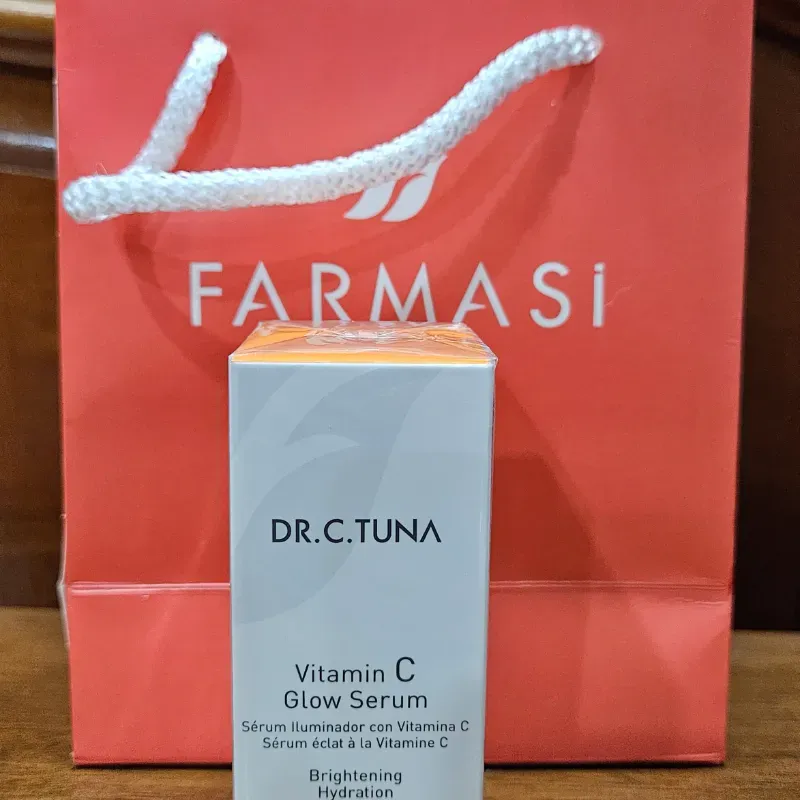 FARMASi
DR.C.TUNA
Vitamin C
Glow Serum
Sérum Iluminador con Vitamina C
Sérum éclat à la Vitamine C
Brightening
Hydration